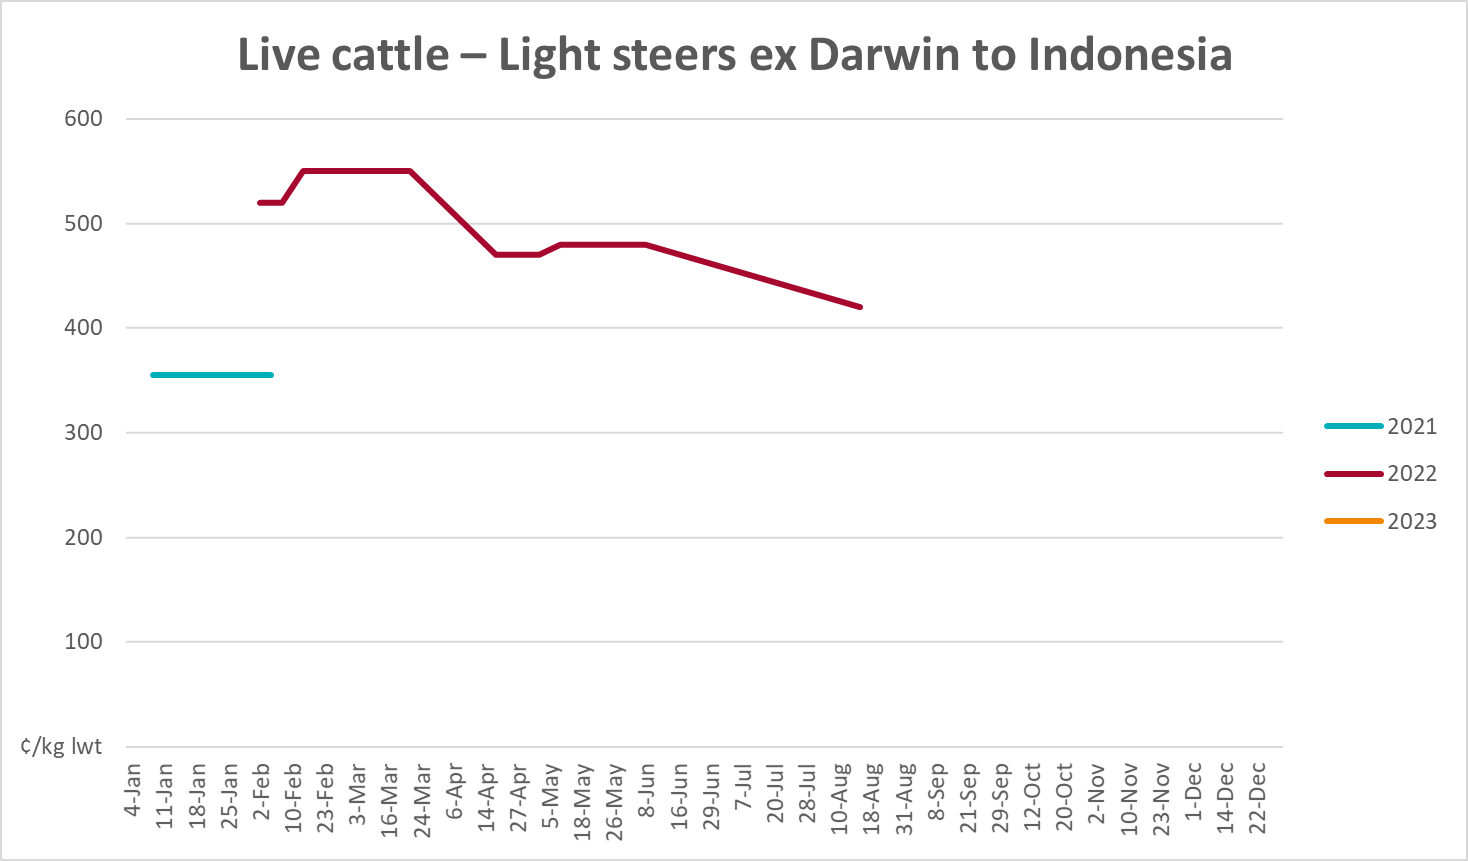 Live cattle – Light steers ex Darwin to Indonesia
600
500
400
300
200
100
¢/kg lwt
4-Jan
11-Jan
18-Jan
25-Jan
2-Feb
10-Feb
23-Feb
3-Mar
16-Mar
24-Mar
6-Apr
14-Apr
27-Apr
5-May
18-May
26-May
8-Jun
16-Jun
29-Jun
7-Jul
20-Jul
28-Jul
10-Aug
18-Aug
31-Aug
8-Sep
21-Sep
29-Sep
12-Oct
20-Oct
2-Nov
10-Nov
23-Nov
1-Dec
14-Dec
22-Dec
2021
2022
2023